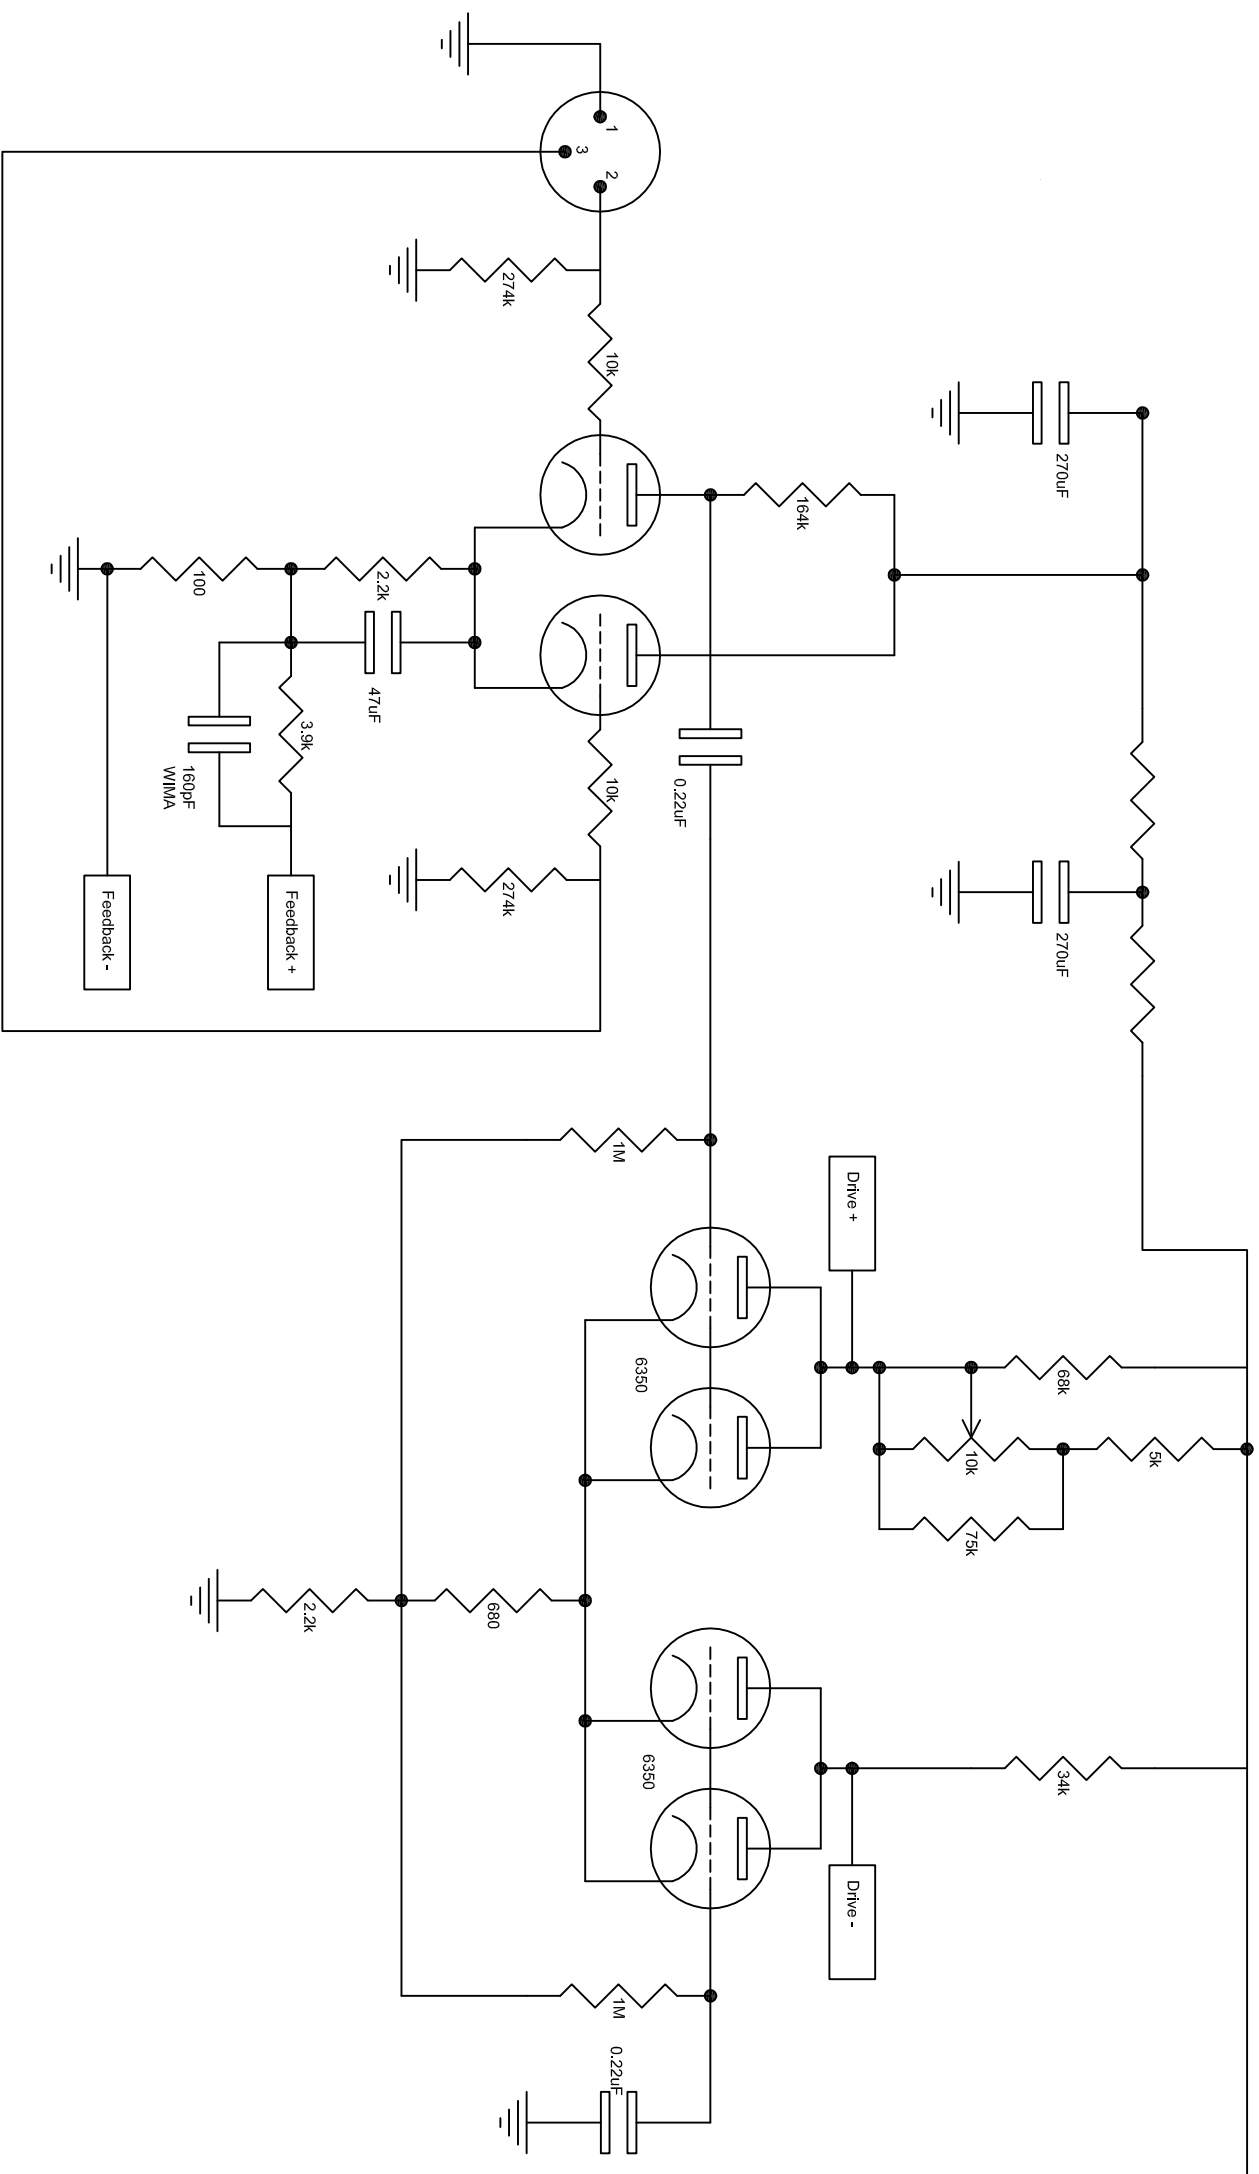 1
3
2
274k
10k
164k
270uF
100
2.2k
47uF
3.9k
160pF
WIMA
10k
274k
0.22uF
270uF
Feedback -
Feedback +
1M
Drive +
6350
68k
10k
5k
75k
2.2k
680
6350
34k
Drive -
1M
0.22uF